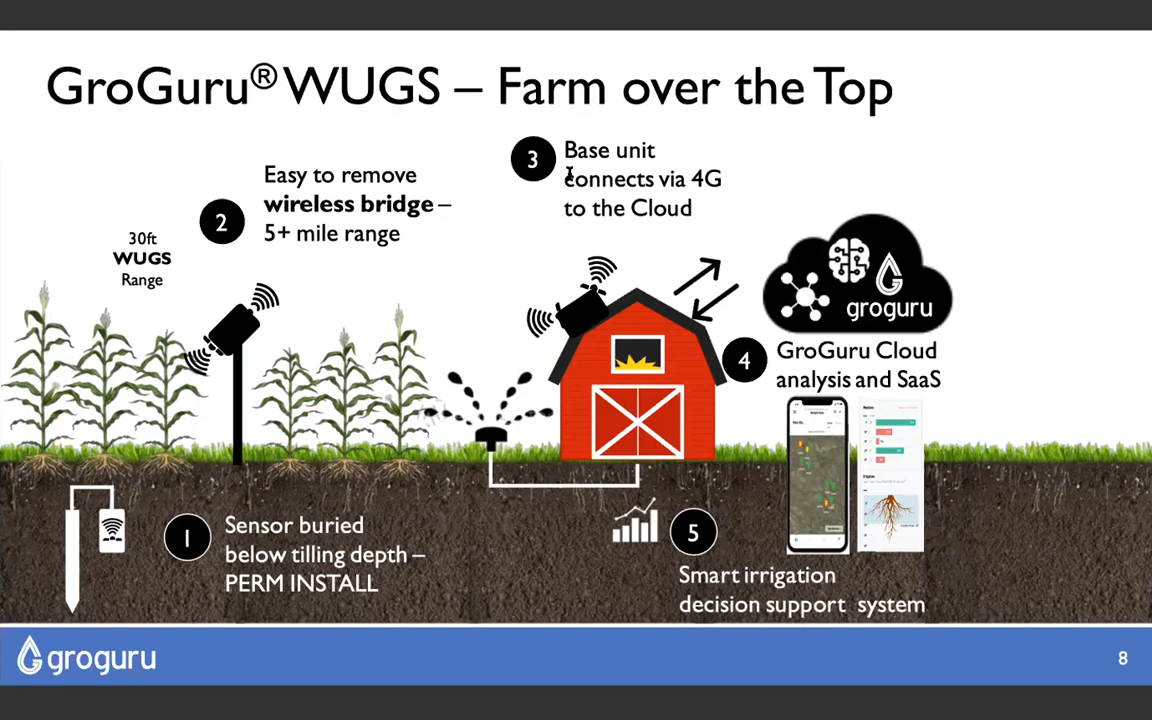 GroGuru® WUGS – Farm over the Top
3
Base unit
connects via 4G
to the Cloud
2
Easy to remove
wireless bridge –
5+ mile range
30ft
WUGS
Range
groguru
4
GroGuru Cloud
analysis and SaaS
1
Sensor buried
below tilling depth –
PERM INSTALL
5
Smart irrigation
decision support system
groguru
8